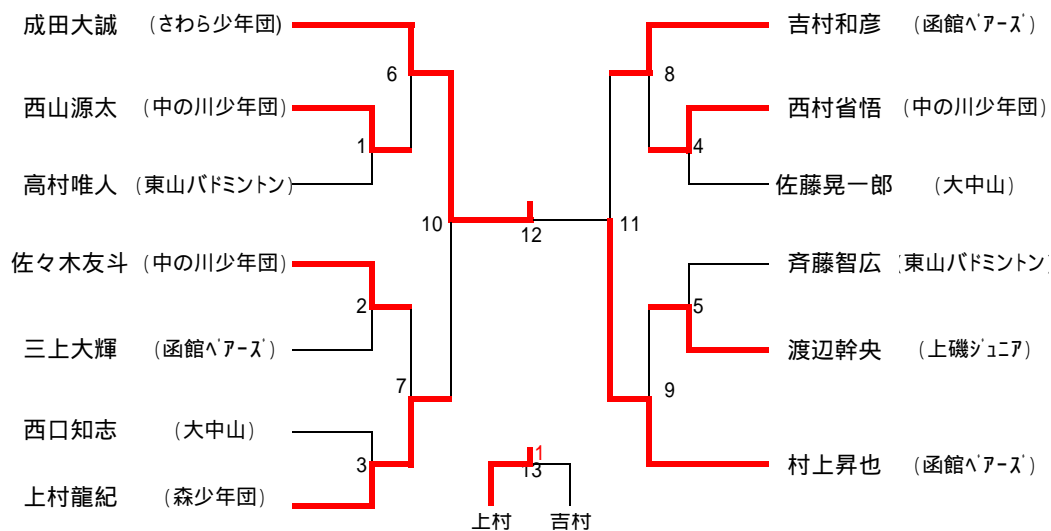 成田大誠 (さわら少年団)
6
西山源太 (中の川少年団)
1
高村唯人 (東山バドミントン)
10
佐々木友斗 (中の川少年団)
2
三上大輝 (函館ベアーズ)
7
西口知志 (大中山)
3
上村龍紀 (森少年団)
12
1
13
上村 吉村
吉村和彦 (函館ベアーズ)
8
西村省悟 (中の川少年団)
4
佐藤晃一郎 (大中山)
11
斉藤智広 (東山バドミントン)
5
渡辺幹央 (上磯ジュニア)
9
村上昇也 (函館ベアーズ)